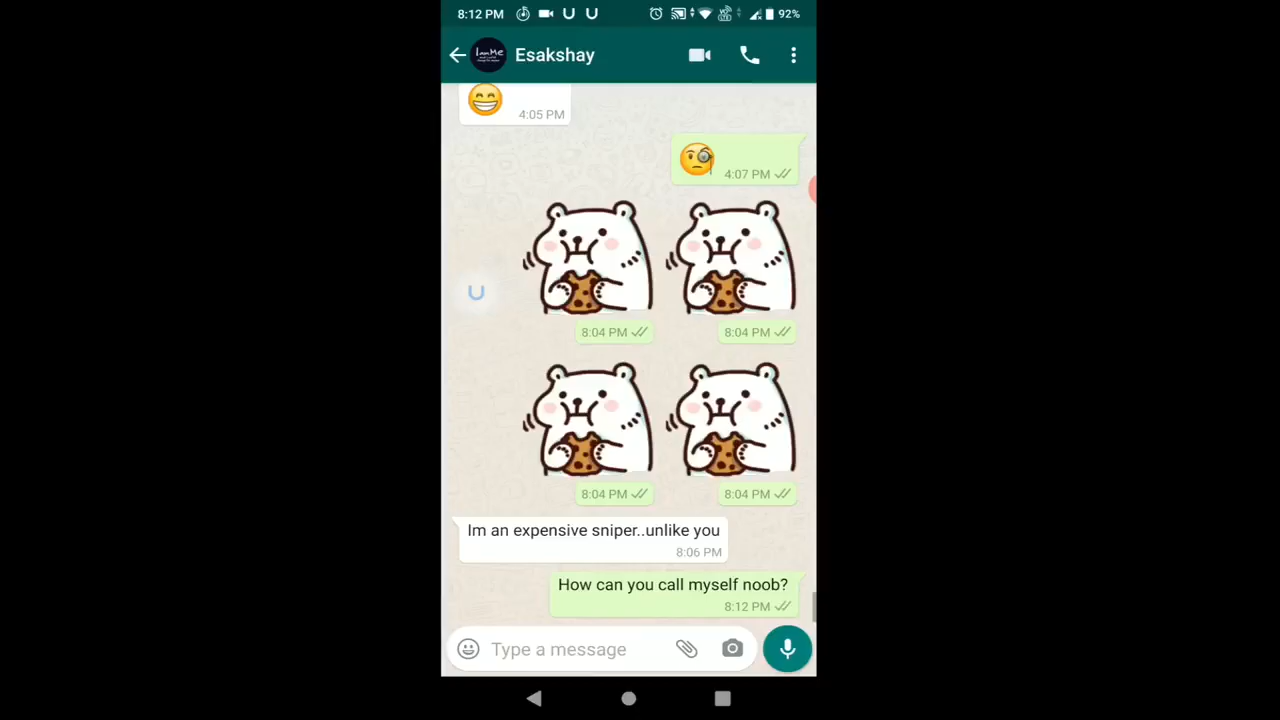 8:12 PM 92%
Esakshay
4:05 PM
4:07 PM
8:04 PM 8:04 PM
8:04 PM 8:04 PM
Im an expensive sniper..unlike you
8:06 PM
How can you call myself noob?
8:12 PM
Type a message